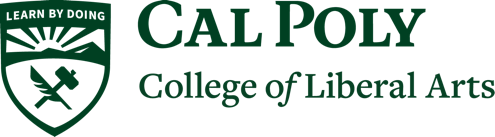 LEARN BY DOING
CAL POLY
College of Liberal Arts